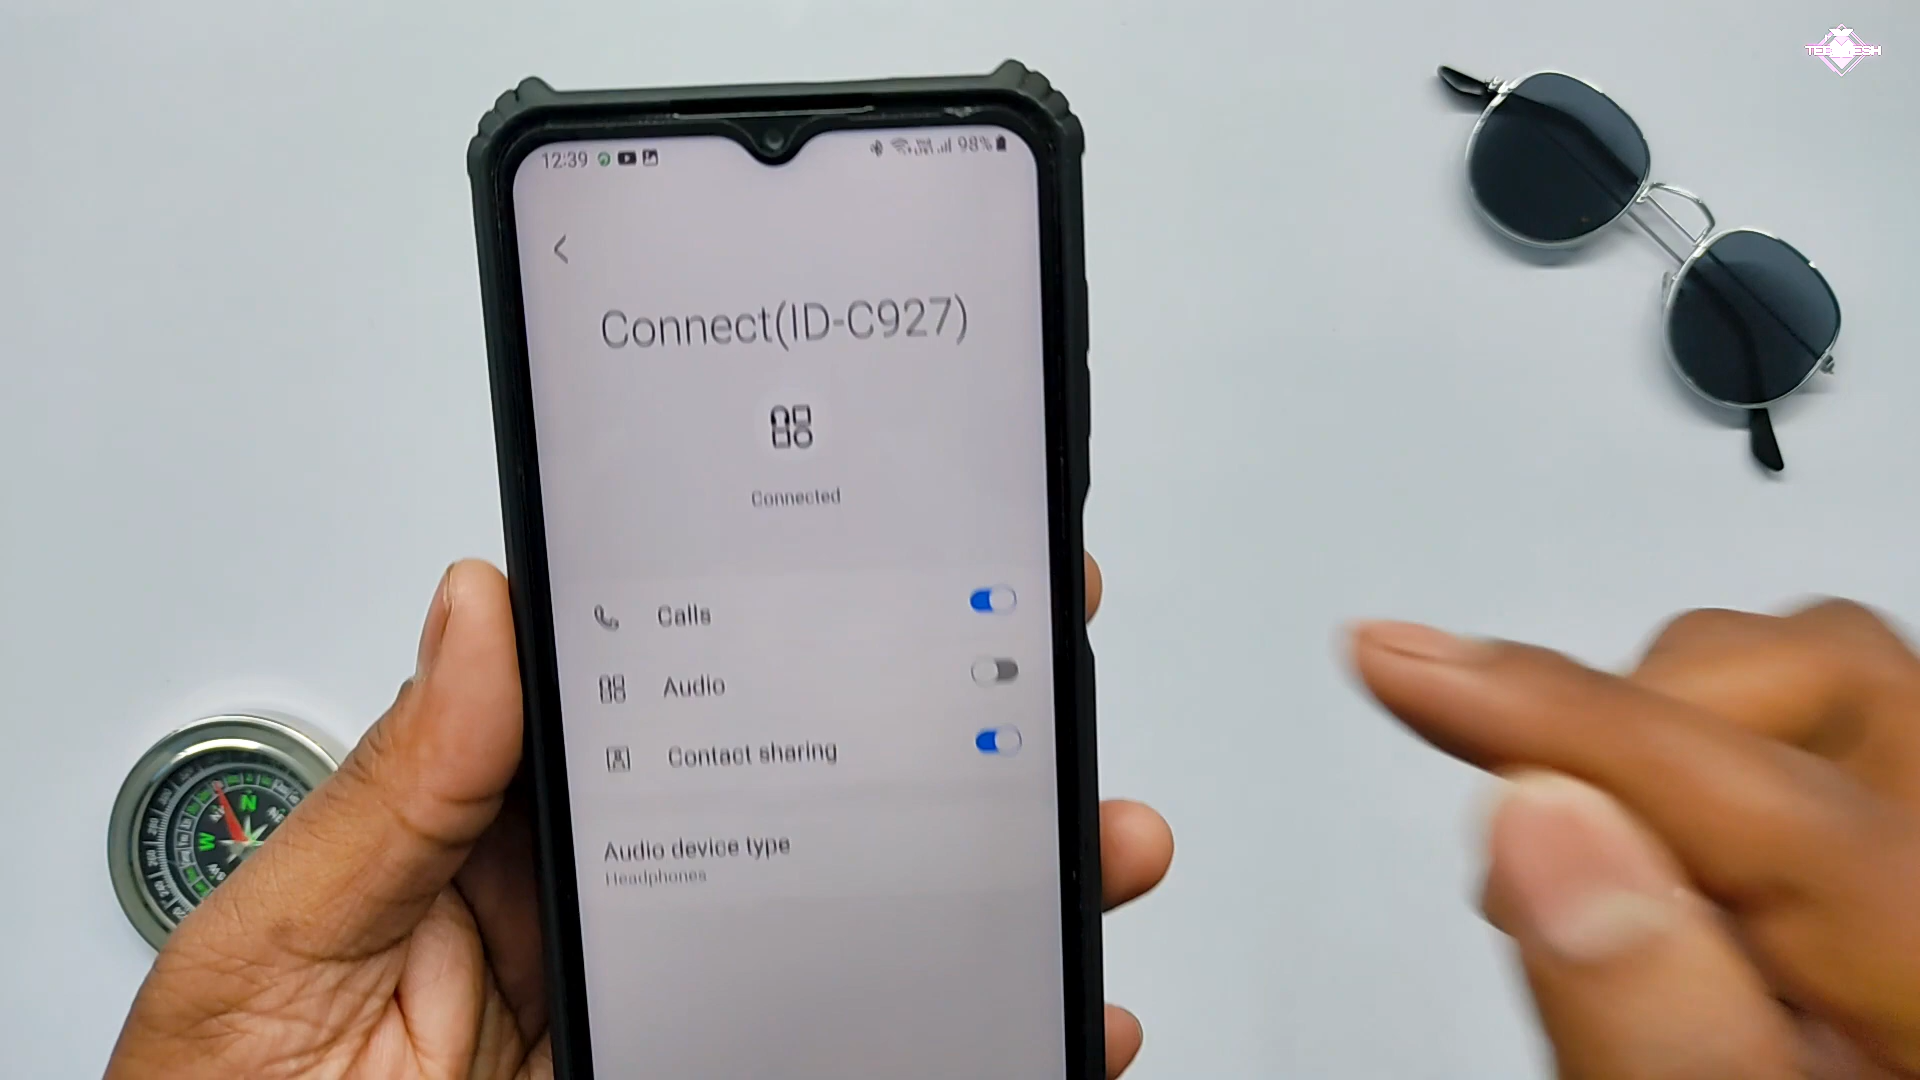 12:39
98%
Connect(ID-C927)
Connected
Calls
Audio
Contact sharing
Audio device type
Headphones
N
W